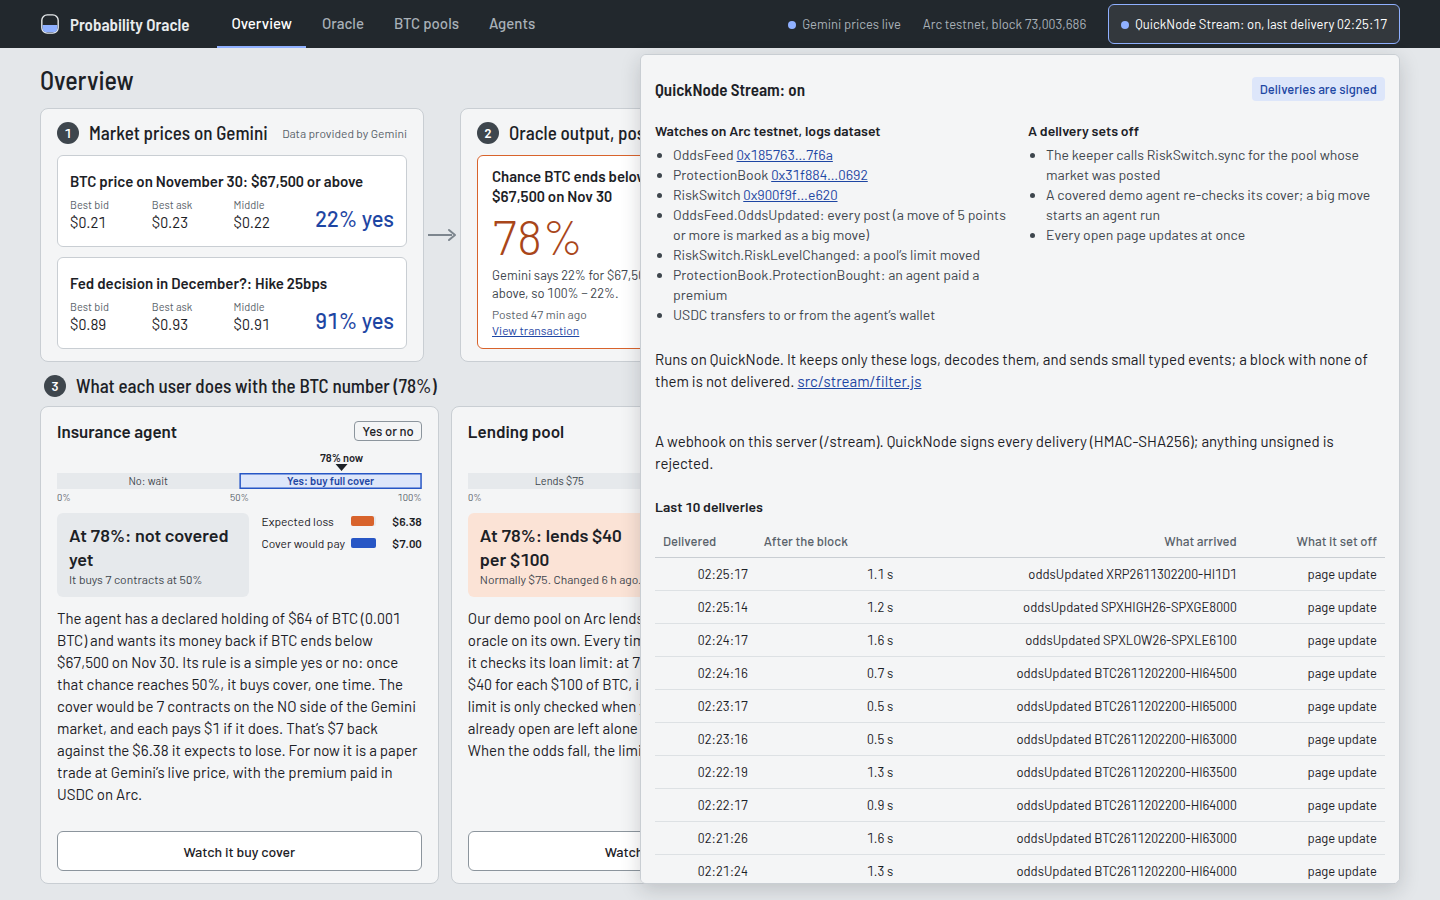 Probability Oracle
Overview
Oracle
BTC pools
Agents
Gemini prices live
Arc testnet, block 73,003,686
QuickNode Stream: on, last delivery 02:25:17
Overview
1 Market prices on Gemini
Data provided by Gemini
BTC price on November 30: $67,500 or above
Best bid Best ask Middle
$0.21 $0.23 $0.22 22% yes
Fed decision in December?: Hike 25bps
Best bid Best ask Middle
$0.89 $0.93 $0.91 91% yes
2 Oracle output, pos
Chance BTC ends below
$67,500 on Nov 30
78%
Gemini says 22% for $67,50
above, so 100% − 22%.
Posted 47 min ago
View transaction
3 What each user does with the BTC number (78%)
Insurance agent
Yes or no
78% now
No: wait
Yes: buy full cover
0% 50% 100%
At 78%: not covered
yet
It buys 7 contracts at 50%
Expected loss $6.38
Cover would pay $7.00
The agent has a declared holding of $64 of BTC (0.001
BTC) and wants its money back if BTC ends below
$67,500 on Nov 30. Its rule is a simple yes or no: once
that chance reaches 50%, it buys cover, one time. The
cover would be 7 contracts on the NO side of the Gemini
market, and each pays $1 if it does. That's $7 back
against the $6.38 it expects to lose. For now it is a paper
trade at Gemini's live price, with the premium paid in
USDC on Arc.
Watch it buy cover
Lending pool
Lends $75
0%
At 78%: lends $40
per $100
Normally $75. Changed 6 h ago.
Our demo pool on Arc lends
oracle on its own. Every tim
it checks its loan limit: at 7
$40 for each $100 of BTC, i
limit is only checked when
already open are left alone
When the odds fall, the limi
Watch
QuickNode Stream: on
Deliveries are signed
Watches on Arc testnet, logs dataset
• OddsFeed 0x185763…7f6a
• ProtectionBook 0x31f884…0692
• RiskSwitch 0x900f9f…e620
• OddsFeed.OddsUpdated: every post (a move of 5 points
or more is marked as a big move)
• RiskSwitch.RiskLevelChanged: a pool's limit moved
• ProtectionBook.ProtectionBought: an agent paid a
premium
• USDC transfers to or from the agent's wallet
A delivery sets off
• The keeper calls RiskSwitch.sync for the pool whose
market was posted
• A covered demo agent re-checks its cover; a big move
starts an agent run
• Every open page updates at once
Runs on QuickNode. It keeps only these logs, decodes them, and sends small typed events; a block with none of
them is not delivered. src/stream/filter.js
A webhook on this server (/stream). QuickNode signs every delivery (HMAC-SHA256); anything unsigned is
rejected.
Last 10 deliveries
Delivered After the block What arrived What it set off
02:25:17 1.1 s oddsUpdated XRP2611302200-HI1D1 page update
02:25:14 1.2 s oddsUpdated SPXHIGH26-SPXGE8000 page update
02:24:17 1.6 s oddsUpdated SPXLOW26-SPXLE6100 page update
02:24:16 0.7 s oddsUpdated BTC2611202200-HI64500 page update
02:23:17 0.5 s oddsUpdated BTC2611202200-HI65000 page update
02:23:16 0.5 s oddsUpdated BTC2611202200-HI63000 page update
02:22:19 1.3 s oddsUpdated BTC2611202200-HI63500 page update
02:22:17 0.9 s oddsUpdated BTC2611202200-HI64000 page update
02:21:26 1.6 s oddsUpdated BTC2611202200-HI63000 page update
02:21:24 1.3 s oddsUpdated BTC2611202200-HI64000 page update